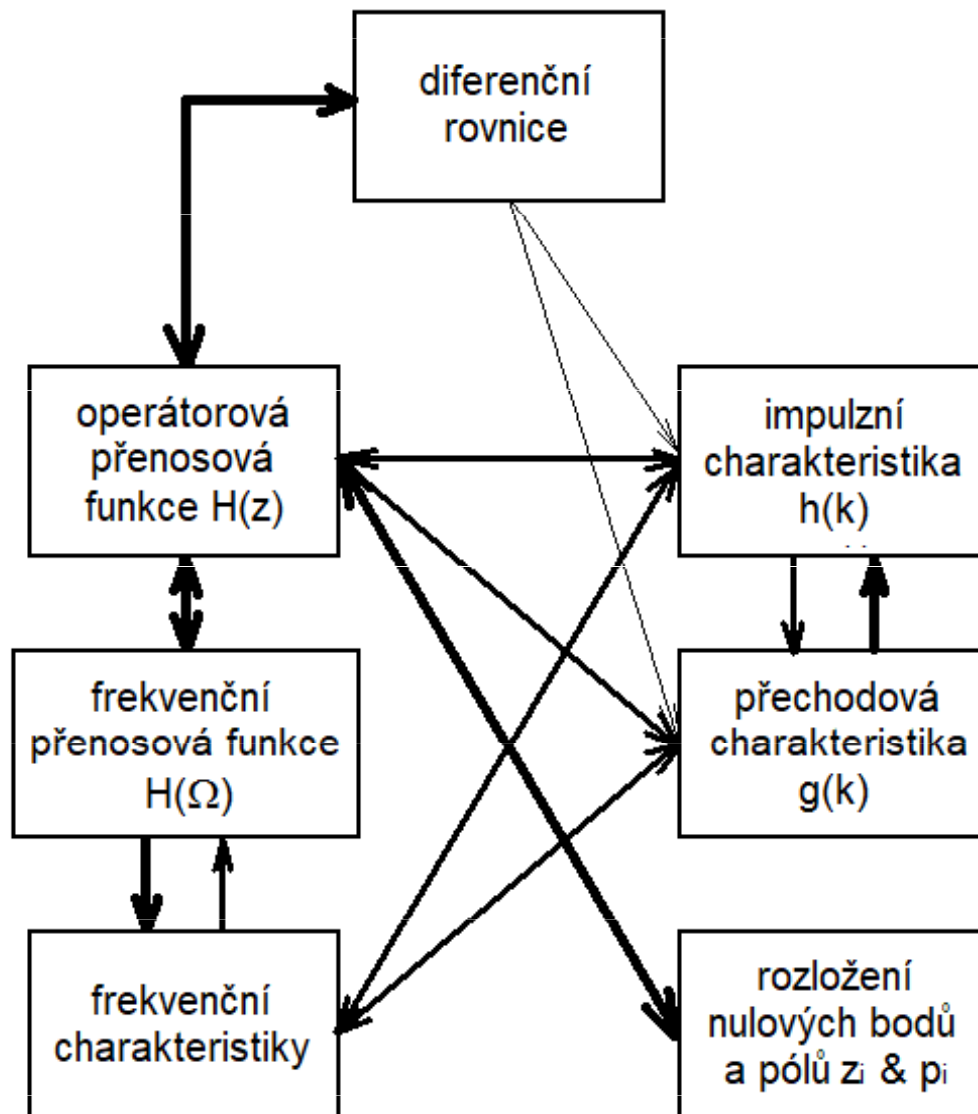 diferenční
rovnice
operátorová
přenosová
funkce H(z)
impulzní
charakteristika
h(k)
frekvenční
přenosová funkce
H(Ω)
přechodová
charakteristika
g(k)
frekvenční
charakteristiky
rozložení
nulových bodů
a pólů zi & pi